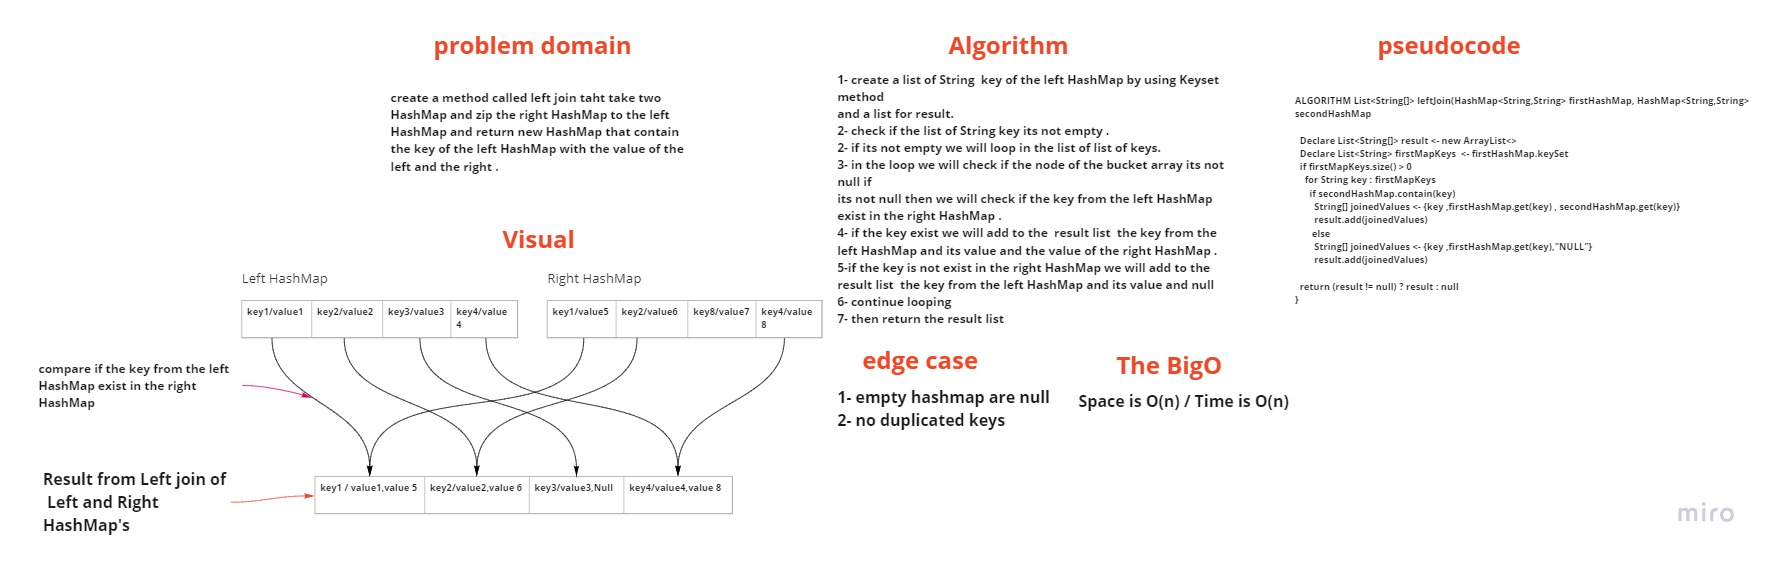 problem domain
create a method called left join taht take two
HashMap and zip the right HashMap to the left
HashMap and return new HashMap that contain
the key of the left HashMap with the value of the
left and the right .
Visual
Left HashMap
Right HashMap
key1/value1
key2/value2
key3/value3
key4/value
4
key1/value5
key2/value6
key8/value7
key4/value
8
compare if the key from the left
HashMap exist in the right
HashMap
Result from Left join of
Left and Right
HashMap's
key1 / value1,value 5
key2/value2,value 6
key3/value3,Null
key4/value4,value 8
Algorithm
1- create a list of String  key of the left HashMap by using Keyset
method
and a list for result.
2- check if the list of String key its not empty .
2- if its not empty we will loop in the list of list of keys.
3- in the loop we will check if the node of the bucket array its not
null if
its not null then we will check if the key from the left HashMap
exist in the right HashMap .
4- if the key exist we will add to the  result list  the key from the
left HashMap and its value and the value of the right HashMap .
5-if the key is not exist in the right HashMap we will add to the
result list  the key from the left HashMap and its value and null
6- continue looping
7- then return the result list
edge case
1- empty hashmap are null
2- no duplicated keys
The BigO
Space is O(n) / Time is O(n)
pseudocode
ALGORITHM List<String[]> leftJoin(HashMap<String,String> firstHashMap, HashMap<String,String>
secondHashMap
Declare List<String[]> result <- new ArrayList<>
Declare List<String> firstMapKeys  <- firstHashMap.keySet
if firstMapKeys.size() > 0
for String key : firstMapKeys
if secondHashMap.contain(key)
String[] joinedValues <- {key ,firstHashMap.get(key) , secondHashMap.get(key)}
result.add(joinedValues)
else
String[] joinedValues <- {key ,firstHashMap.get(key),"NULL"}
result.add(joinedValues)
return (result != null) ? result : null
}
miro